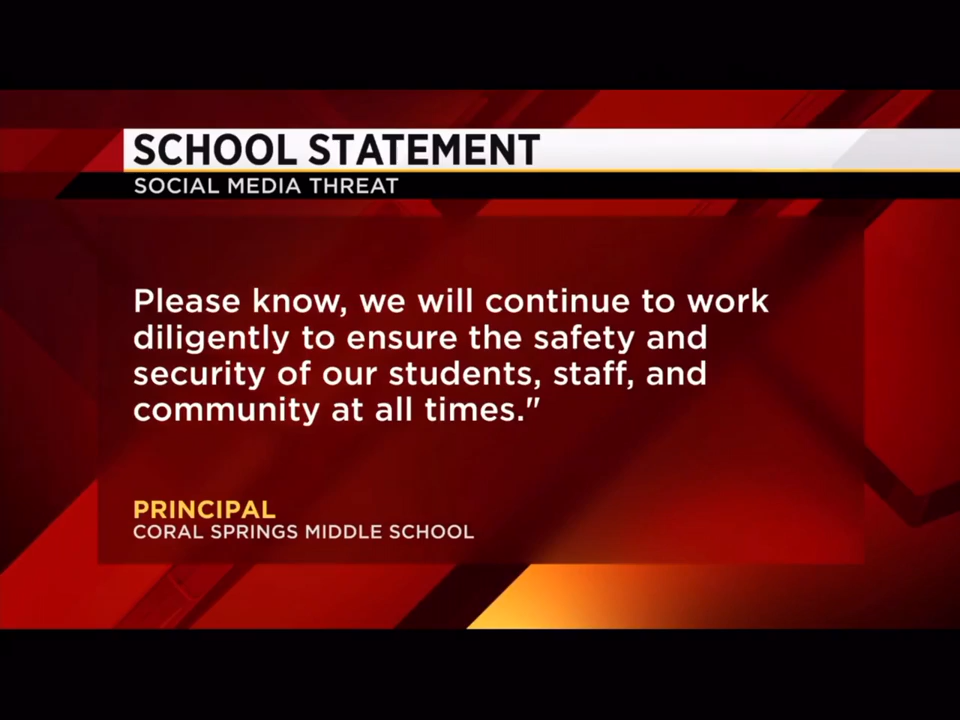 SCHOOL STATEMENT
SOCIAL MEDIA THREAT
Please know, we will continue to work
diligently to ensure the safety and
security of our students, staff, and
community at all times."
PRINCIPAL
CORAL SPRINGS MIDDLE SCHOOL